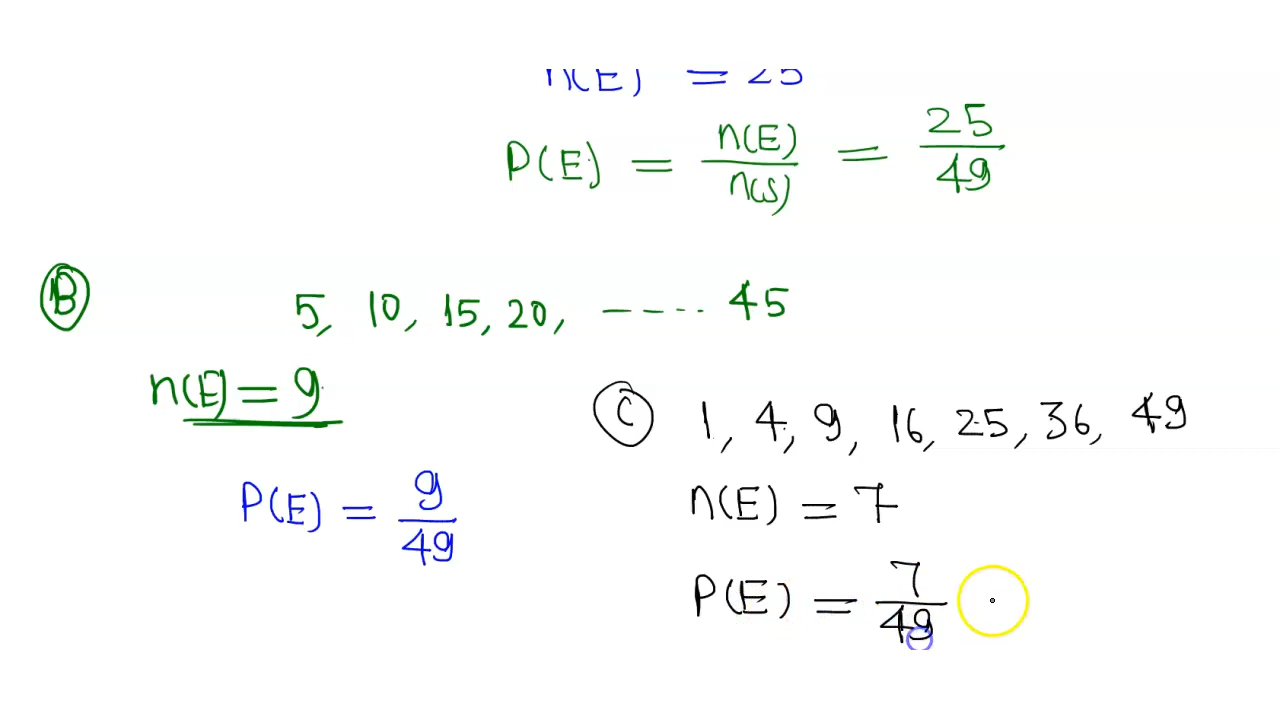 n(E) = 25
P(E) = n(E)/n(S) = 25/49
B 5, 10, 15, 20, ---.. 45
n(E) = 9
P(E) = 9/49
C 1, 4, 9, 16, 25, 36, 49
n(E) = 7
P(E) = 7/49